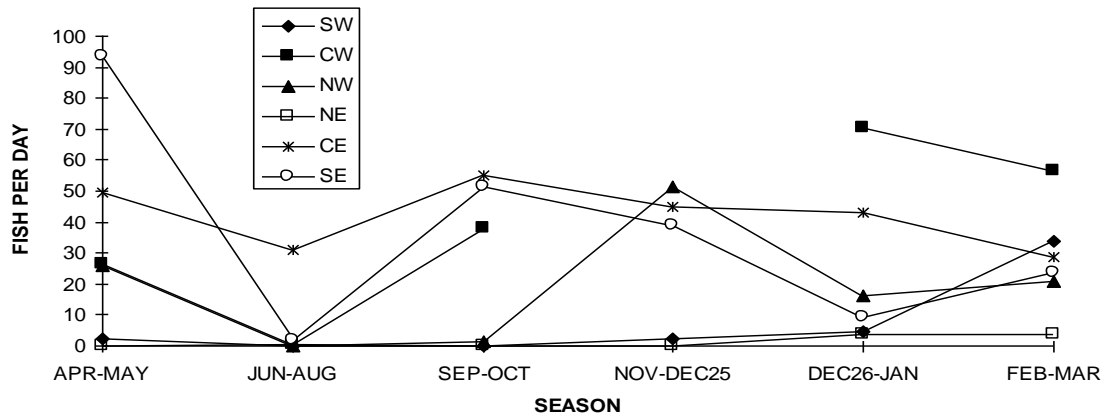 SW
CW
NW
NE
CE
SE
FISH PER DAY
100
90
80
70
60
50
40
30
20
10
0
APR-MAY JUN-AUG SEP-OCT NOV-DEC25 DEC26-JAN FEB-MAR
SEASON